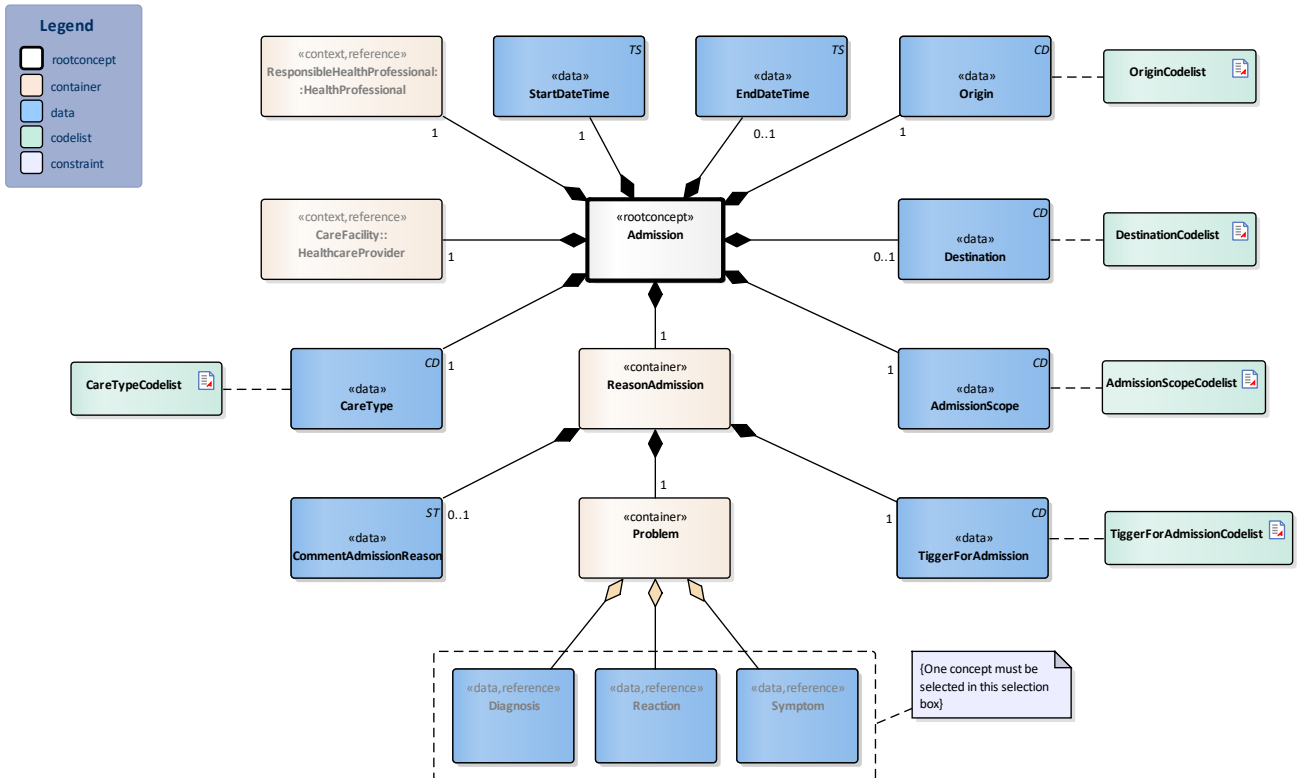 Legend
rootconcept
container
data
codelist
constraint
«context,reference»
ResponsibleHealthProfessional:
:HealthProfessional
1
TS
«data»
StartDateTime
1
TS
«data»
EndDateTime
0..1
CD
«data»
Origin
1
OriginCodelist
«context,reference»
CareFacility::
HealthcareProvider
1
«rootconcept»
Admission
CD
«data»
Destination
0..1
DestinationCodelist
CareTypeCodelist
CD
«data»
CareType
1
1
«container»
ReasonAdmission
CD
«data»
AdmissionScope
1
AdmissionScopeCodelist
ST
«data»
CommentAdmissionReason
0..1
1
«container»
Problem
CD
«data»
TiggerForAdmission
1
TiggerForAdmissionCodelist
«data,reference»
Diagnosis
«data,reference»
Reaction
«data,reference»
Symptom
{One concept must be
selected in this selection
box}